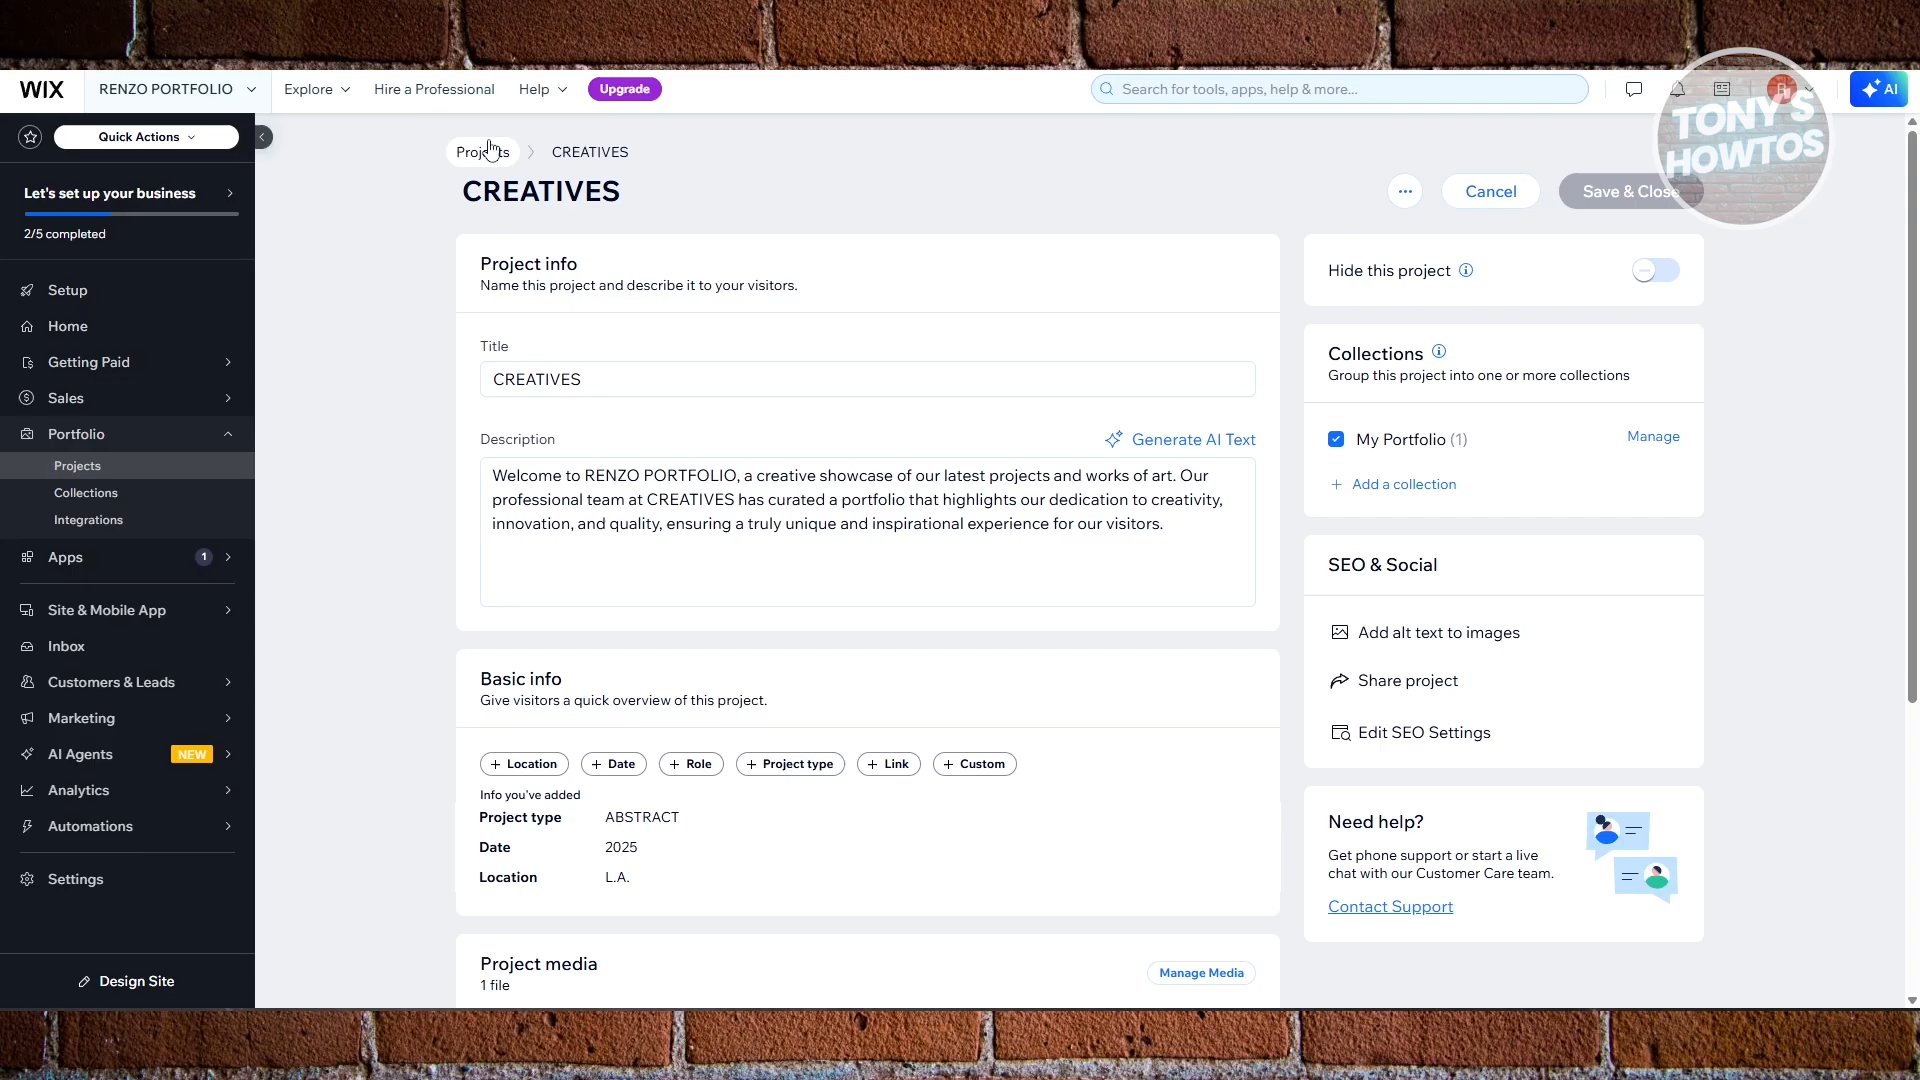 WIX
RENZO PORTFOLIO
Explore
Hire a Professional
Help
Upgrade
Search for tools, apps, help & more...
AI
TONY'S
HOWTOS
Quick Actions
Let's set up your business
2/5 completed
Setup
Home
Getting Paid
Sales
Portfolio
Projects
Collections
Integrations
Apps
1
Site & Mobile App
Inbox
Customers & Leads
Marketing
AI Agents
NEW
Analytics
Automations
Settings
Design Site
Projects
CREATIVES
CREATIVES
Cancel
Save & Close
Project info
Name this project and describe it to your visitors.
Title
CREATIVES
Description
Generate AI Text
Welcome to RENZO PORTFOLIO, a creative showcase of our latest projects and works of art. Our
professional team at CREATIVES has curated a portfolio that highlights our dedication to creativity,
innovation, and quality, ensuring a truly unique and inspirational experience for our visitors.
Basic info
Give visitors a quick overview of this project.
+ Location
+ Date
+ Role
+ Project type
+ Link
+ Custom
Info you've added
Project type ABSTRACT
Date 2025
Location L.A.
Project media
1 file
Manage Media
Hide this project
Collections
Group this project into one or more collections
My Portfolio (1)
Manage
+ Add a collection
SEO & Social
Add alt text to images
Share project
Edit SEO Settings
Need help?
Get phone support or start a live
chat with our Customer Care team.
Contact Support